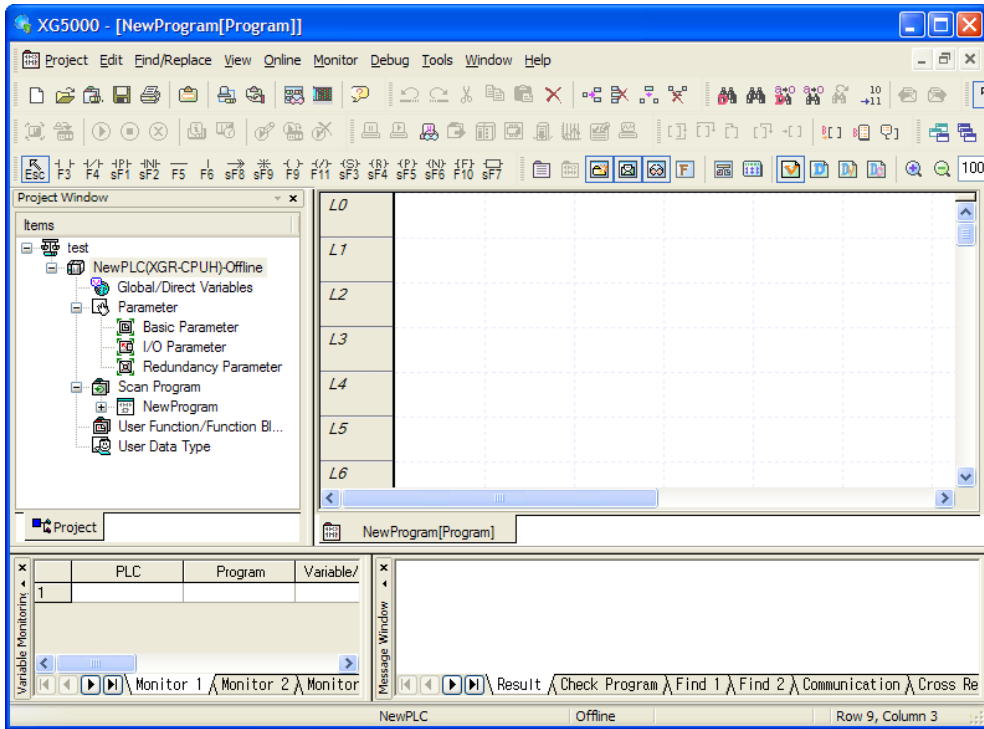 XG5000 - [NewProgram[Program]]
Project Edit Find/Replace View Online Monitor Debug Tools Window Help
Esc F3 F4 sF1 sF2 F5 F6 sF8 sF9 F9 F11 sF3 sF4 sF5 sF6 F10 sF7 F 100
Project Window
Items
test
NewPLC(XGR-CPUH)-Offline
Global/Direct Variables
Parameter
Basic Parameter
I/O Parameter
Redundancy Parameter
Scan Program
NewProgram
User Function/Function Bl...
User Data Type
Project
L0
L1
L2
L3
L4
L5
L6
NewProgram[Program]
Variable Monitoring
PLC Program Variable/
1
Monitor 1 Monitor 2 Monitor
Message Window
Result Check Program Find 1 Find 2 Communication Cross Re
NewPLC Offline Row 9, Column 3